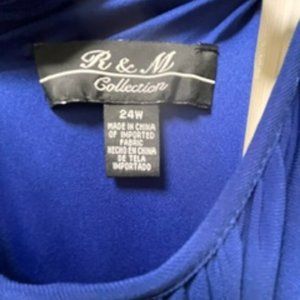 R & M
Collection
24W
MADE IN CHINA
OF IMPORTED
FABRIC
HECHO EN CHINA
DE TELA
IMPORTADO